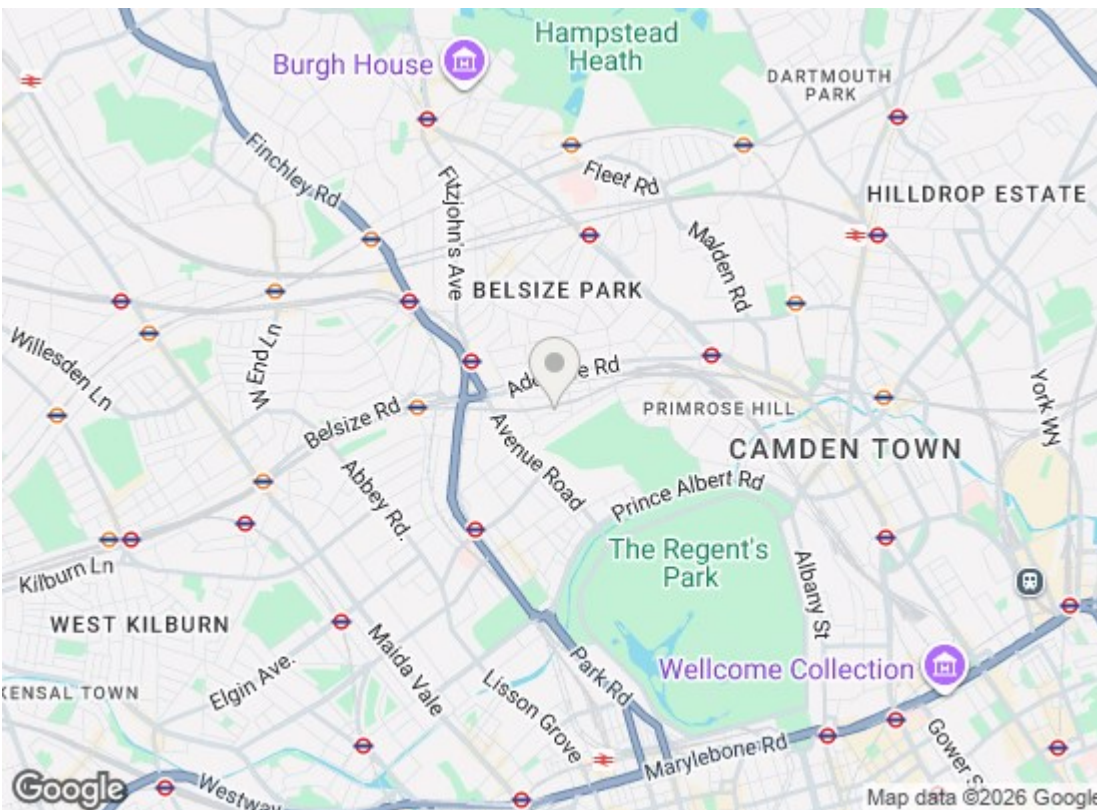 Hampstead
Heath
Burgh House
DARTMOUTH
PARK
Finchley Rd
Fitzjohn's Ave
Fleet Rd
HILLDROP ESTATE
Malden Rd
BELSIZE PARK
Willesden Ln
W End Ln
Ade e Rd
York Wy
Belsize Rd
PRIMROSE HILL
Avenue Road
CAMDEN TOWN
Abbey Rd.
Prince Albert Rd
The Regent's
Park
Albany St
Kilburn Ln
WEST KILBURN
Maida Vale
Park Rd
Wellcome Collection
Elgin Ave.
Lisson Grove
KENSAL TOWN
Marylebone Rd
Gower S
Westway
Google
Map data ©2026 Google